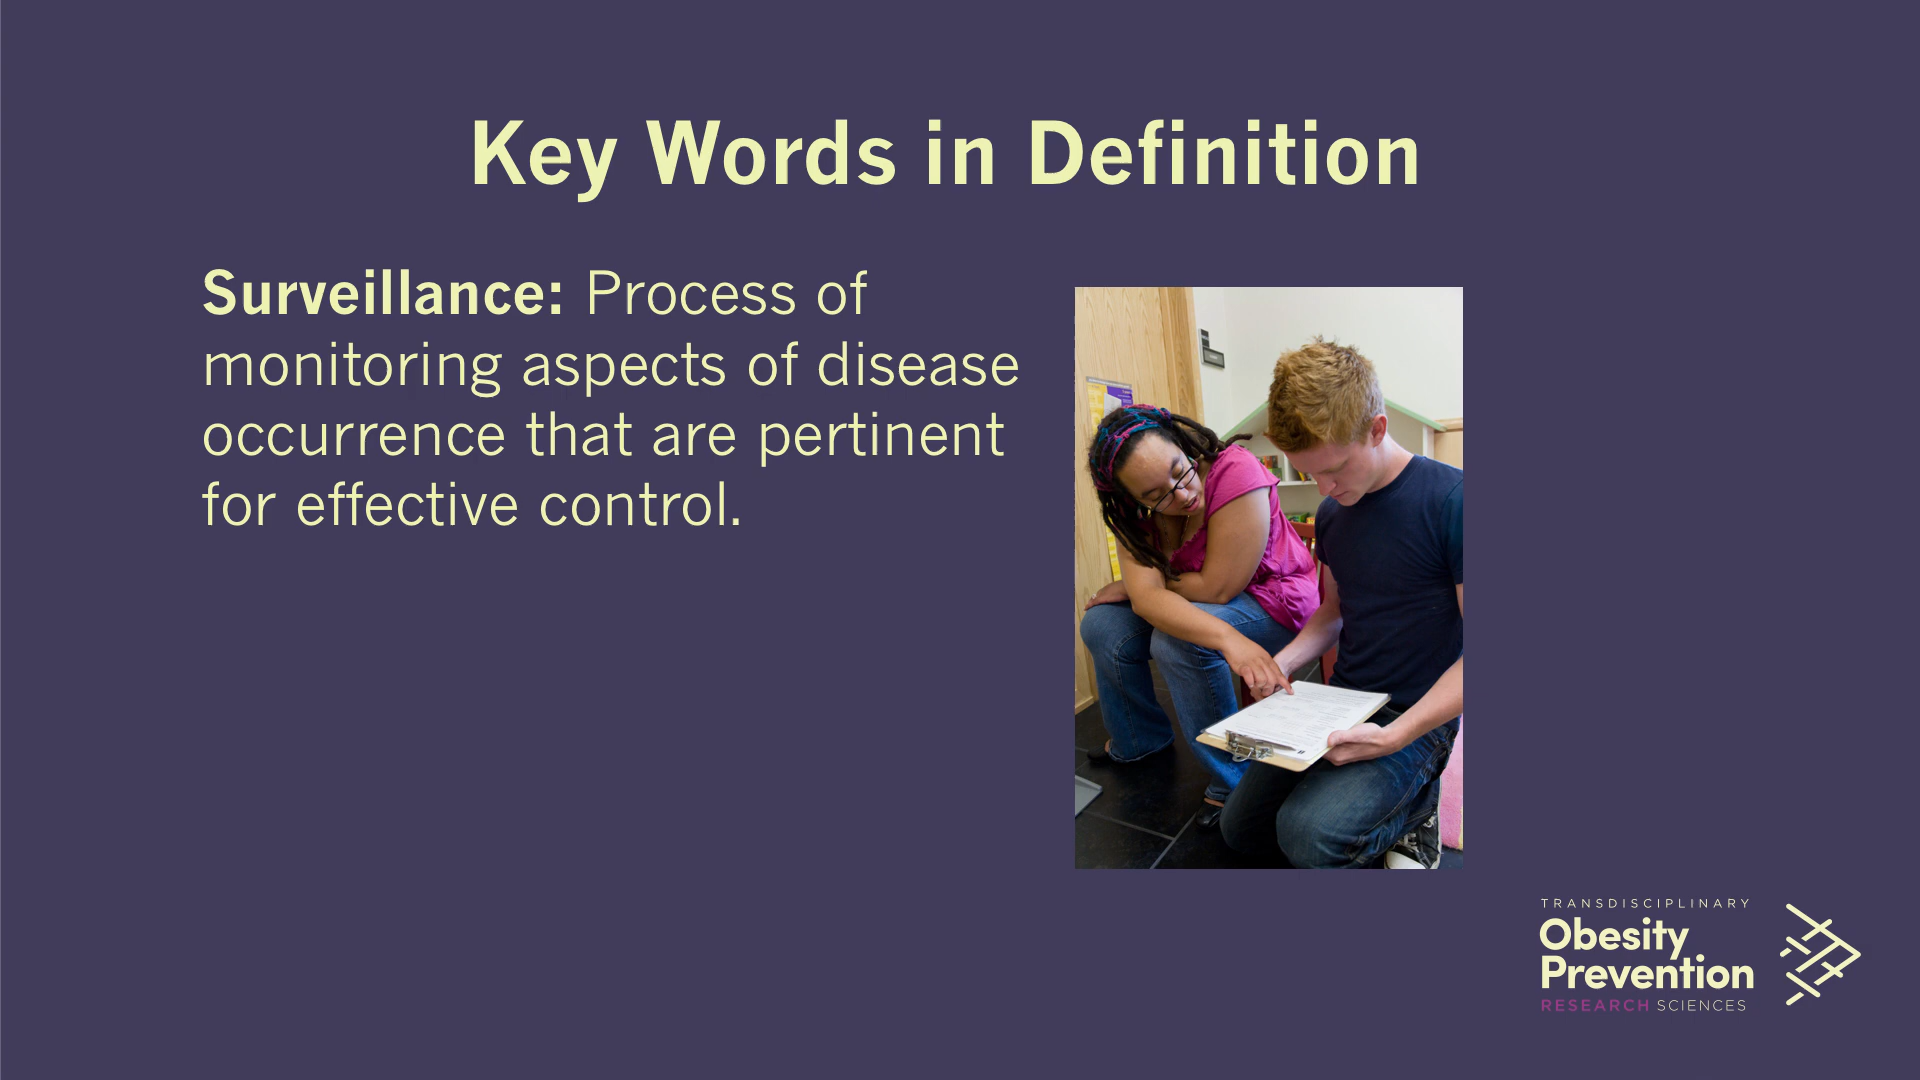 Key Words in Definition
Surveillance: Process of
monitoring aspects of disease
occurrence that are pertinent
for effective control.
TRANSDISCIPLINARY
Obesity
Prevention
RESEARCH SCIENCES